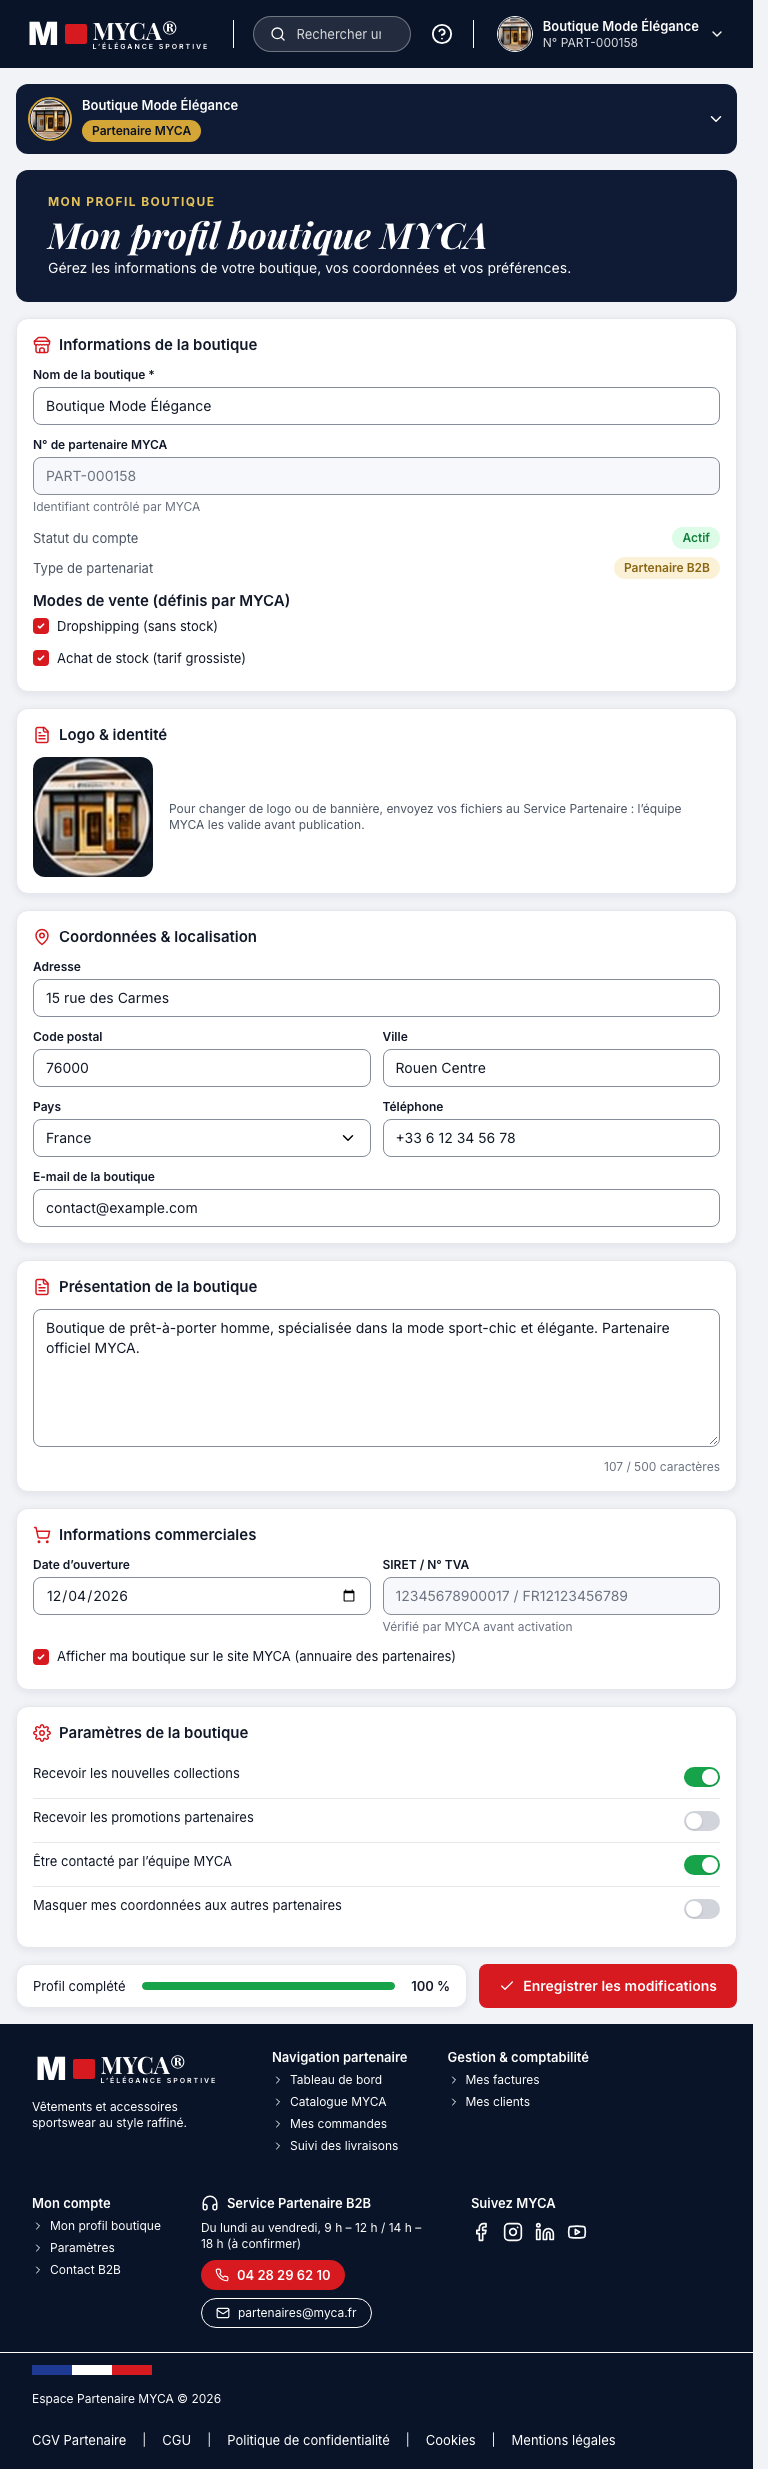 M MYCA®
L'ÉLÉGANCE SPORTIVE
Rechercher un
Boutique Mode Élégance
N° PART-000158
Boutique Mode Élégance
Partenaire MYCA
MON PROFIL BOUTIQUE
Mon profil boutique MYCA
Gérez les informations de votre boutique, vos coordonnées et vos préférences.
Informations de la boutique
Nom de la boutique *
Boutique Mode Élégance
N° de partenaire MYCA
PART-000158
Identifiant contrôlé par MYCA
Statut du compte
Actif
Type de partenariat
Partenaire B2B
Modes de vente (définis par MYCA)
Dropshipping (sans stock)
Achat de stock (tarif grossiste)
Logo & identité
Pour changer de logo ou de bannière, envoyez vos fichiers au Service Partenaire : l’équipe
MYCA les valide avant publication.
Coordonnées & localisation
Adresse
15 rue des Carmes
Code postal
Ville
76000
Rouen Centre
Pays
Téléphone
France
+33 6 12 34 56 78
E-mail de la boutique
contact@example.com
Présentation de la boutique
Boutique de prêt-à-porter homme, spécialisée dans la mode sport-chic et élégante. Partenaire
officiel MYCA.
107 / 500 caractères
Informations commerciales
Date d’ouverture
SIRET / N° TVA
12/04/2026
12345678900017 / FR12123456789
Vérifié par MYCA avant activation
Afficher ma boutique sur le site MYCA (annuaire des partenaires)
Paramètres de la boutique
Recevoir les nouvelles collections
Recevoir les promotions partenaires
Être contacté par l’équipe MYCA
Masquer mes coordonnées aux autres partenaires
Profil complété
100 %
Enregistrer les modifications
M MYCA®
L'ÉLÉGANCE SPORTIVE
Vêtements et accessoires
sportswear au style raffiné.
Navigation partenaire
Tableau de bord
Catalogue MYCA
Mes commandes
Suivi des livraisons
Gestion & comptabilité
Mes factures
Mes clients
Mon compte
Mon profil boutique
Paramètres
Contact B2B
Service Partenaire B2B
Du lundi au vendredi, 9 h – 12 h / 14 h –
18 h (à confirmer)
04 28 29 62 10
partenaires@myca.fr
Suivez MYCA
Espace Partenaire MYCA © 2026
CGV Partenaire | CGU | Politique de confidentialité | Cookies | Mentions légales